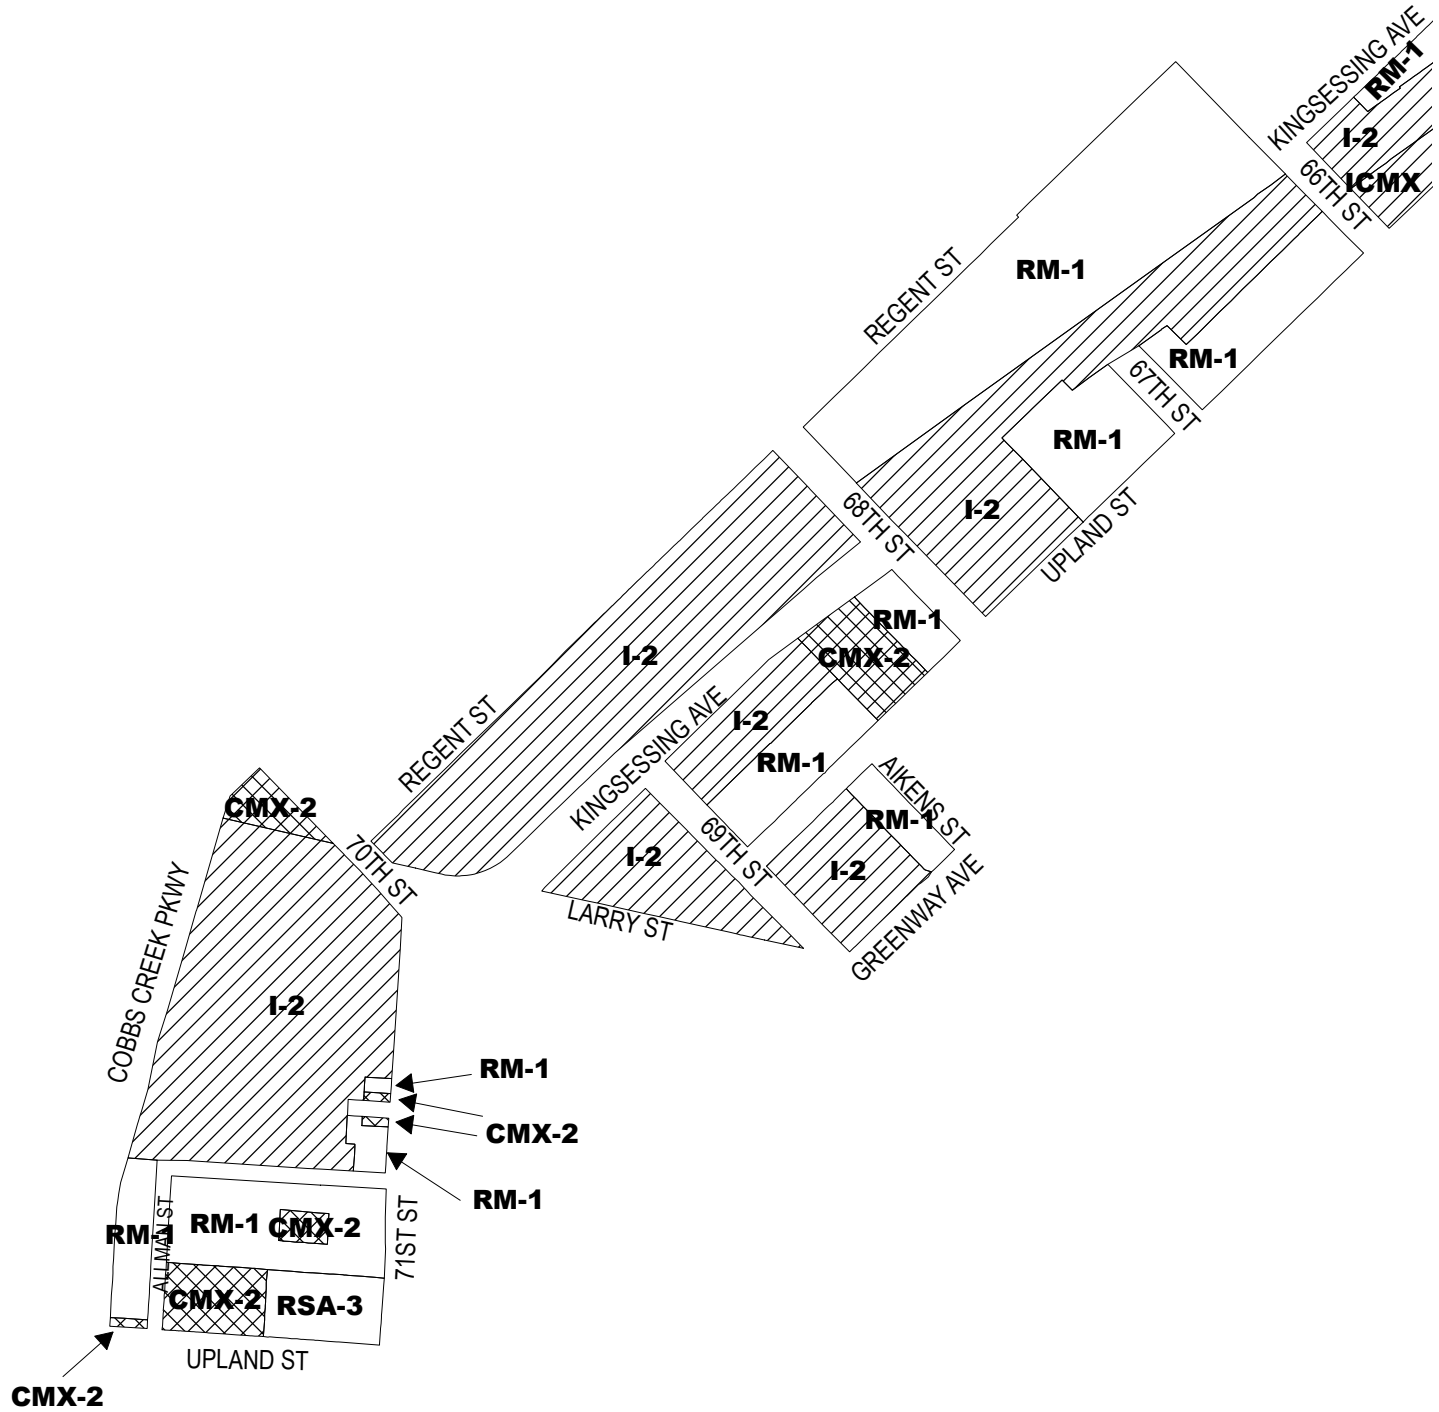 KINGSESSING AVE
RM-1
I-2
ICMX
66TH ST
REGENT ST
RM-1
RM-1
67TH ST
RM-1
I-2
68TH ST
UPLAND ST
RM-1
CMX-2
I-2
I-2
RM-1
REGENT ST
KINGSESSING AVE
AIKENS ST
RM-1
CMX-2
70TH ST
I-2
69TH ST
I-2
LARRY ST
GREENWAY AVE
COBBS CREEK PKWY
I-2
RM-1
CMX-2
RM-1
RM-1
ALLMAN ST
RM-1
CMX-2
71ST ST
CMX-2
RSA-3
UPLAND ST
CMX-2